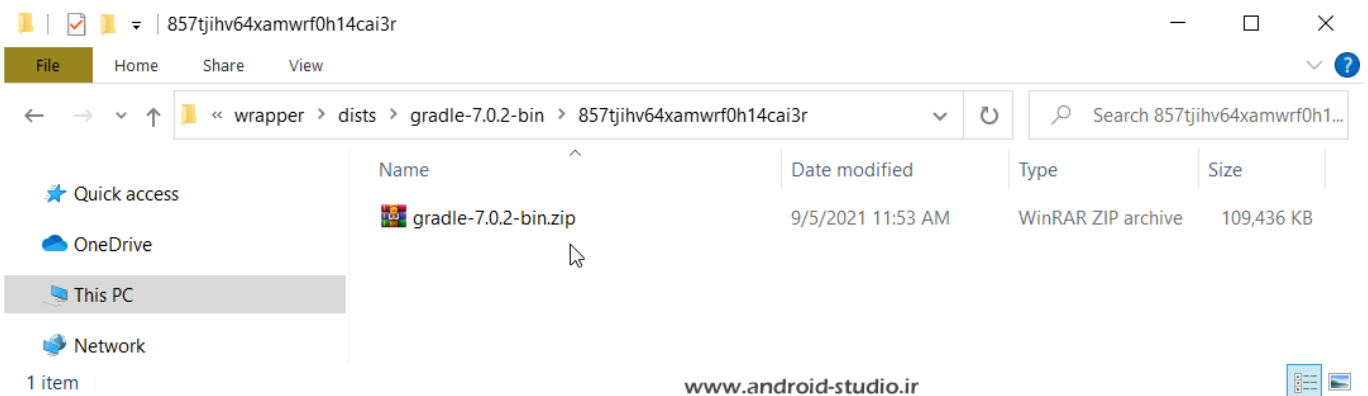 857tjihv64xamwrf0h14cai3r
File Home Share View
« wrapper > dists > gradle-7.0.2-bin > 857tjihv64xamwrf0h14cai3r
Search 857tjihv64xamwrf0h1...
Name Date modified Type Size
Quick access
gradle-7.0.2-bin.zip 9/5/2021 11:53 AM WinRAR ZIP archive 109,436 KB
OneDrive
This PC
Network
1 item
www.android-studio.ir